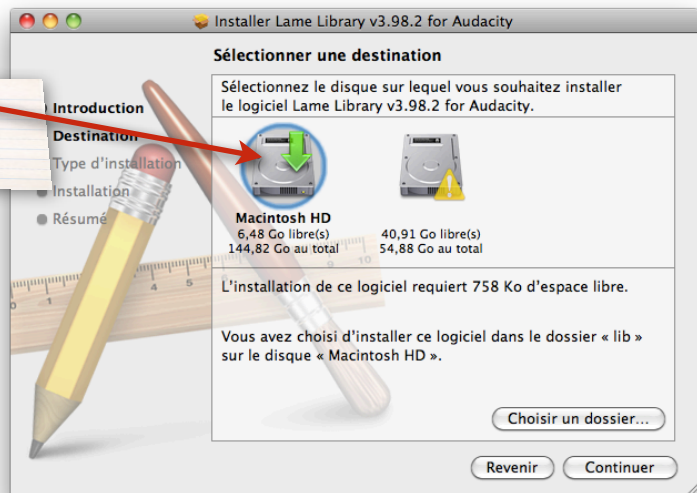 Installer Lame Library v3.98.2 for Audacity
Sélectionner une destination
Introduction
Destination
Type d'installation
Installation
Résumé
Sélectionnez le disque sur lequel vous souhaitez installer
le logiciel Lame Library v3.98.2 for Audacity.
Macintosh HD
6,48 Go libre(s)
144,82 Go au total
40,91 Go libre(s)
54,88 Go au total
L'installation de ce logiciel requiert 758 Ko d'espace libre.
Vous avez choisi d'installer ce logiciel dans le dossier « lib »
sur le disque « Macintosh HD ».
Choisir un dossier...
Revenir
Continuer